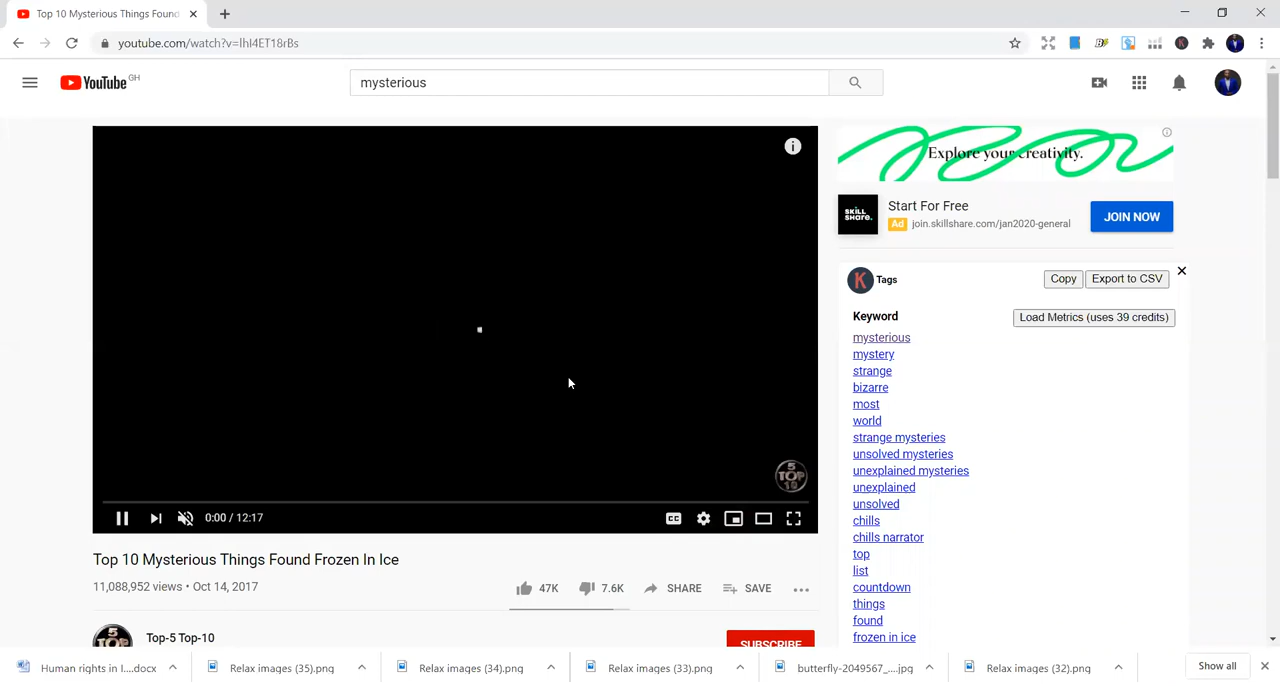 Top 10 Mysterious Things Found
youtube.com/watch?v=lhI4ET18rBs
YouTube GH
mysterious
5
TOP
10
0:00 / 12:17
CC
Top 10 Mysterious Things Found Frozen In Ice
11,088,952 views • Oct 14, 2017
47K
7.6K
SHARE
SAVE
Top-5 Top-10
SUBSCRIBE
Explore your creativity.
SKILL
SHARE.
Start For Free
Ad join.skillshare.com/jan2020-general
JOIN NOW
K Tags
Copy
Export to CSV
Keyword
Load Metrics (uses 39 credits)
mysterious
mystery
strange
bizarre
most
world
strange mysteries
unsolved mysteries
unexplained mysteries
unexplained
unsolved
chills
chills narrator
top
list
countdown
things
found
frozen in ice
Human rights in I....docx
Relax images (35).png
Relax images (34).png
Relax images (33).png
butterfly-2049567_....jpg
Relax images (32).png
Show all